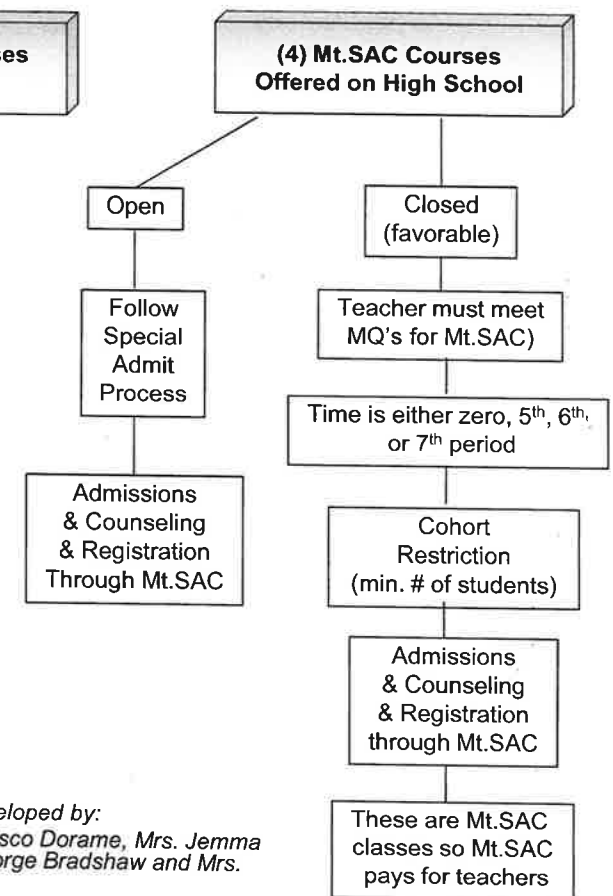 ses
(4) Mt.SAC Courses
Offered on High School
Open
Follow
Special
Admit
Process
Admissions
& Counseling
& Registration
Through Mt.SAC
Closed
(favorable)
Teacher must meet
MQ's for Mt.SAC)
Time is either zero, 5th, 6th,
or 7th period
Cohort
Restriction
(min. # of students)
Admissions
& Counseling
& Registration
through Mt.SAC
These are Mt.SAC
classes so Mt.SAC
pays for teachers
eloped by:
sco Dorame, Mrs. Jemma
orge Bradshaw and Mrs.